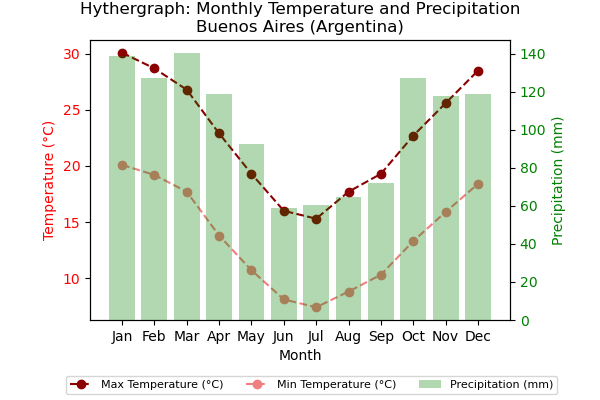 Hythergraph: Monthly Temperature and Precipitation
Buenos Aires (Argentina)
30
25
20
15
10
Temperature (°C)
140
120
100
80
60
40
20
0
Precipitation (mm)
Jan Feb Mar Apr May Jun Jul Aug Sep Oct Nov Dec
Month
Max Temperature (°C) Min Temperature (°C) Precipitation (mm)